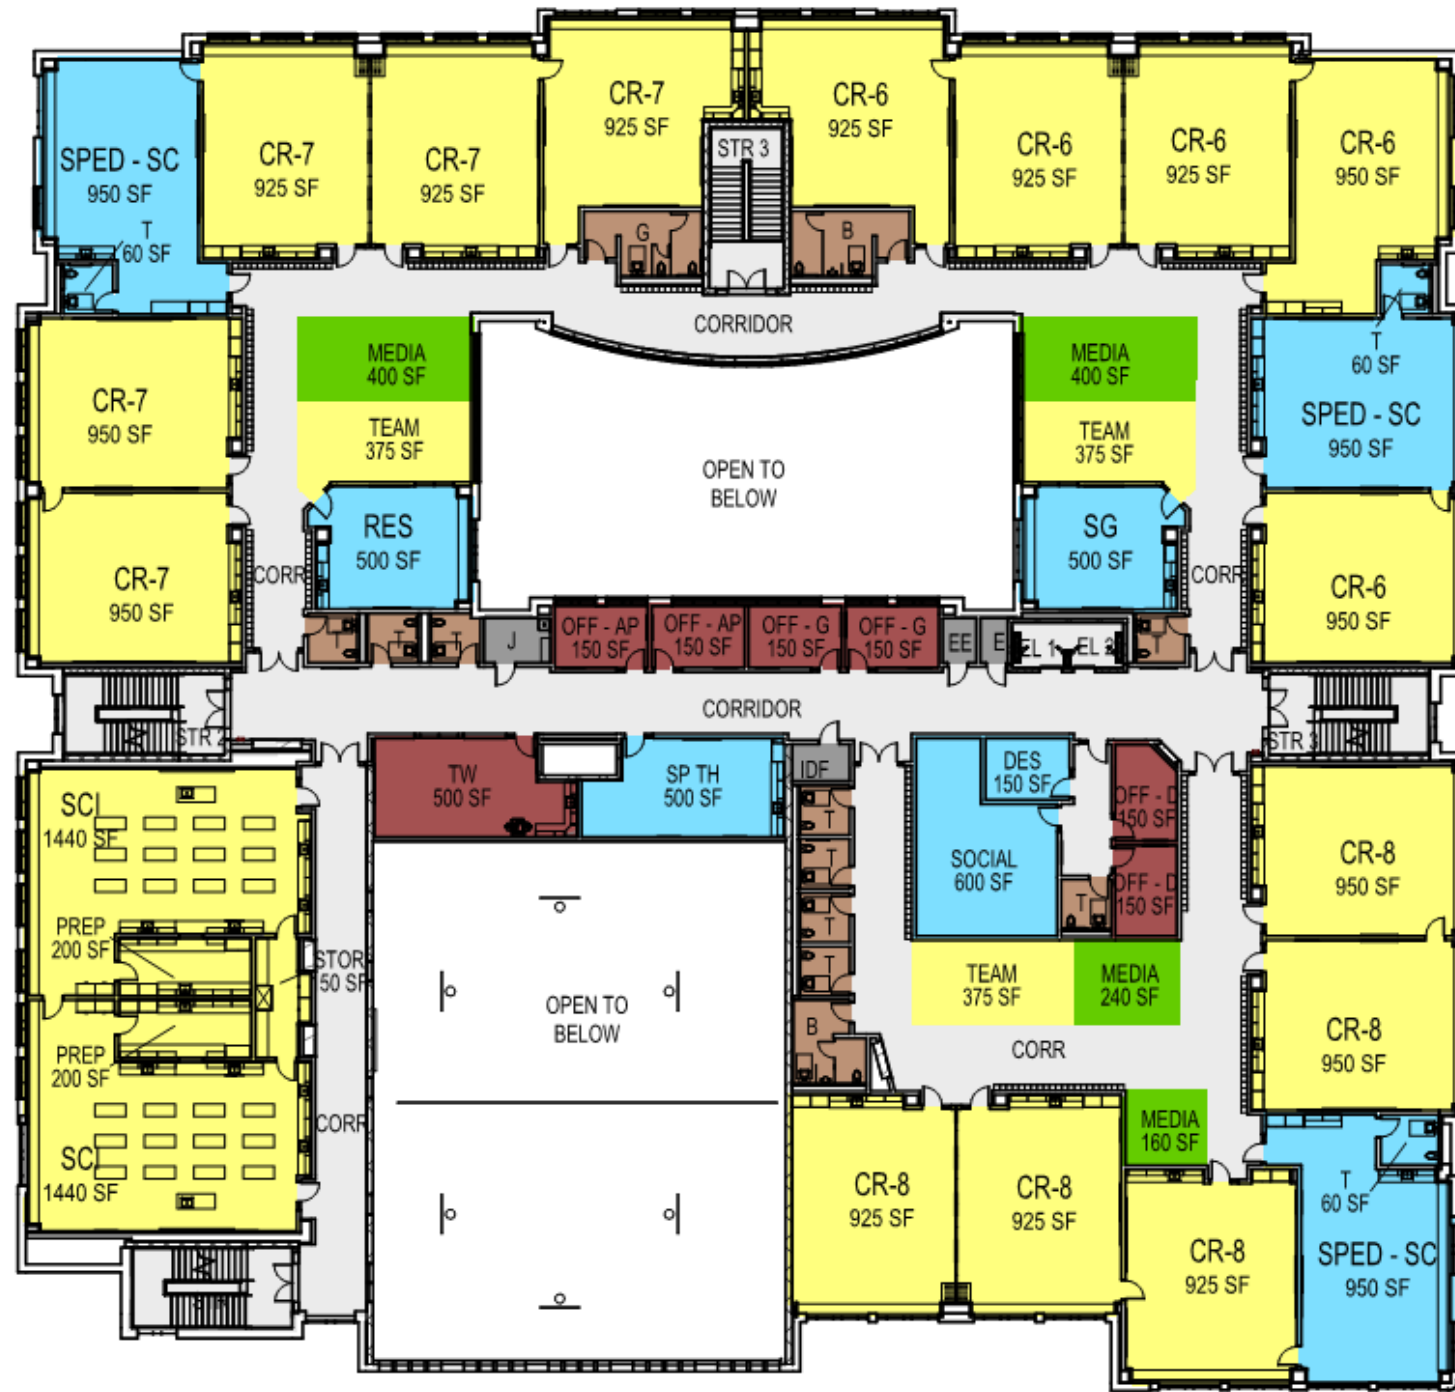 CR-7
925 SF
CR-6
925 SF
SPED - SC
950 SF
CR-7
925 SF
CR-7
925 SF
STR 3
CR-6
925 SF
CR-6
925 SF
CR-6
950 SF
T
60 SF
G
B
CORRIDOR
MEDIA
400 SF
MEDIA
400 SF
T
60 SF
CR-7
950 SF
TEAM
375 SF
OPEN TO
BELOW
TEAM
375 SF
SPED - SC
950 SF
RES
500 SF
SG
500 SF
CR-7
950 SF
CORR
CORR
CR-6
950 SF
T
T
J
OFF - AP
150 SF
OFF - AP
150 SF
OFF - G
150 SF
OFF - G
150 SF
EE
E
EL 1
EL 2
T
CORRIDOR
STR 2
STR 3
TW
500 SF
SP TH
500 SF
IDF
DES
150 SF
OFF - D
150 SF
SCI
1440 SF
T
T
SOCIAL
600 SF
CR-8
950 SF
OFF - D
150 SF
T
PREP
200 SF
STOR
50 SF
T
T
TEAM
375 SF
MEDIA
240 SF
OPEN TO
BELOW
B
CORR
CR-8
950 SF
PREP
200 SF
CORR
MEDIA
160 SF
SCI
1440 SF
CR-8
925 SF
CR-8
925 SF
T
60 SF
CR-8
925 SF
SPED - SC
950 SF